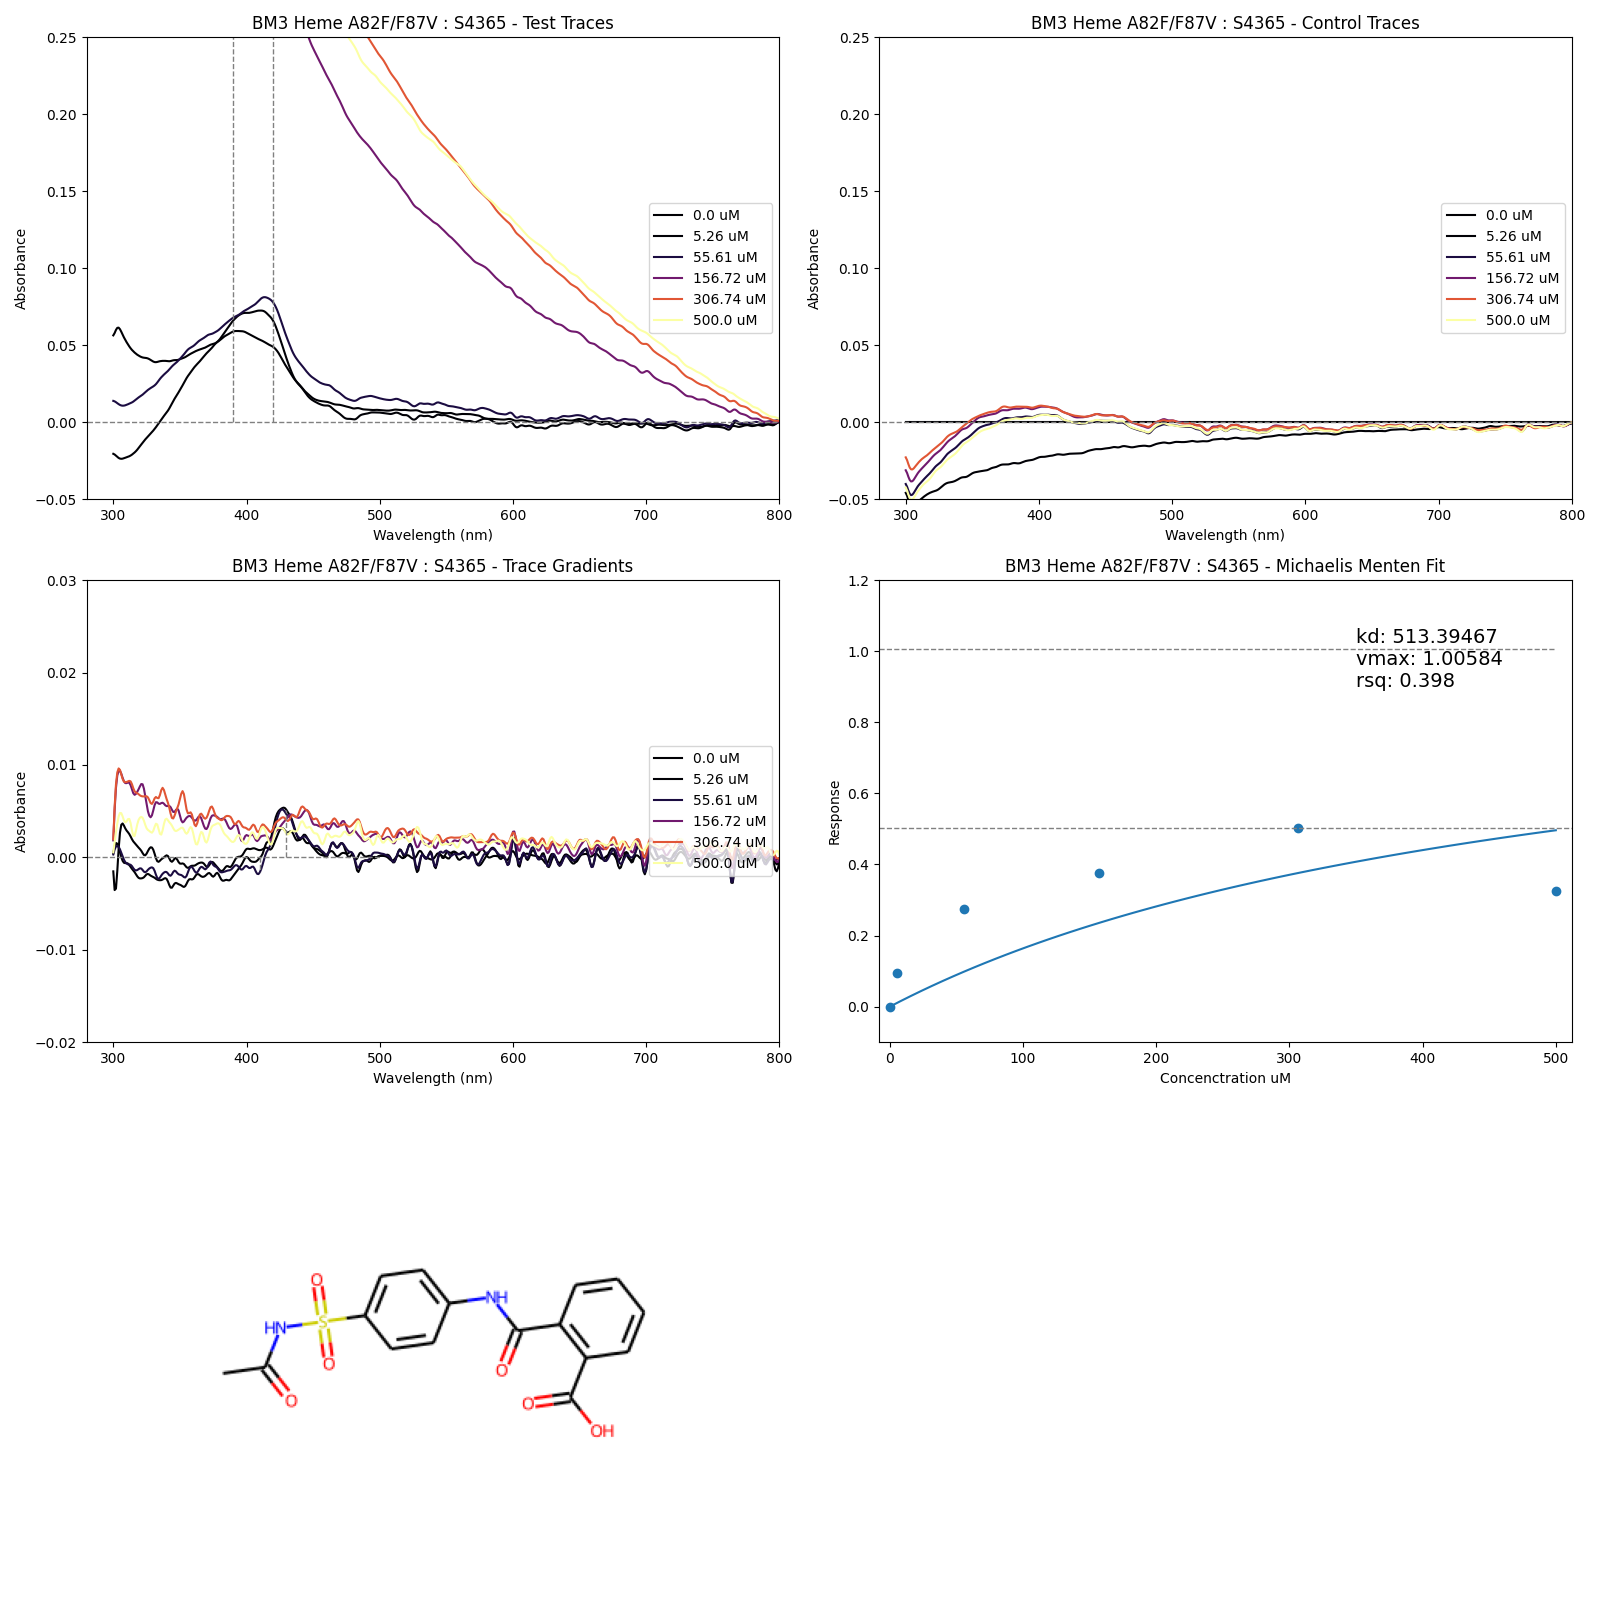 BM3 Heme A82F/F87V : S4365 - Test Traces
0.25
0.20
0.15
0.10
0.05
0.00
−0.05
Absorbance
300 400 500 600 700 800
Wavelength (nm)
0.0 uM
5.26 uM
55.61 uM
156.72 uM
306.74 uM
500.0 uM
BM3 Heme A82F/F87V : S4365 - Control Traces
0.25
0.20
0.15
0.10
0.05
0.00
−0.05
Absorbance
300 400 500 600 700 800
Wavelength (nm)
0.0 uM
5.26 uM
55.61 uM
156.72 uM
306.74 uM
500.0 uM
BM3 Heme A82F/F87V : S4365 - Trace Gradients
0.03
0.02
0.01
0.00
−0.01
−0.02
Absorbance
300 400 500 600 700 800
Wavelength (nm)
0.0 uM
5.26 uM
55.61 uM
156.72 uM
306.74 uM
500.0 uM
BM3 Heme A82F/F87V : S4365 - Michaelis Menten Fit
1.2
1.0
0.8
0.6
0.4
0.2
0.0
Response
0 100 200 300 400 500
Concenctration uM
kd: 513.39467
vmax: 1.00584
rsq: 0.398
O
NH
HN
S
O
O
O
O
OH